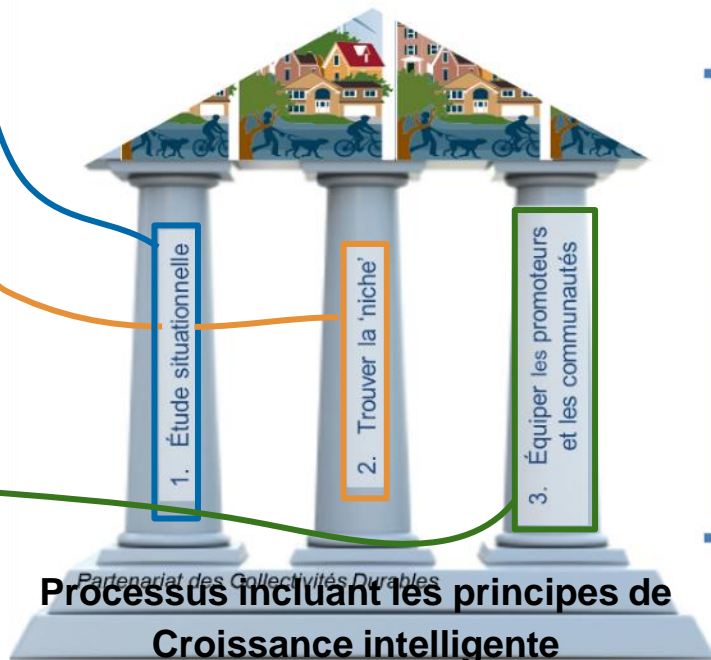 1. Étude situationnelle
2. Trouver la 'niche'
3. Équiper les promoteurs
et les communautés
Partenariat des Collectivités Durables
Processus incluant les principes de
Croissance intelligente